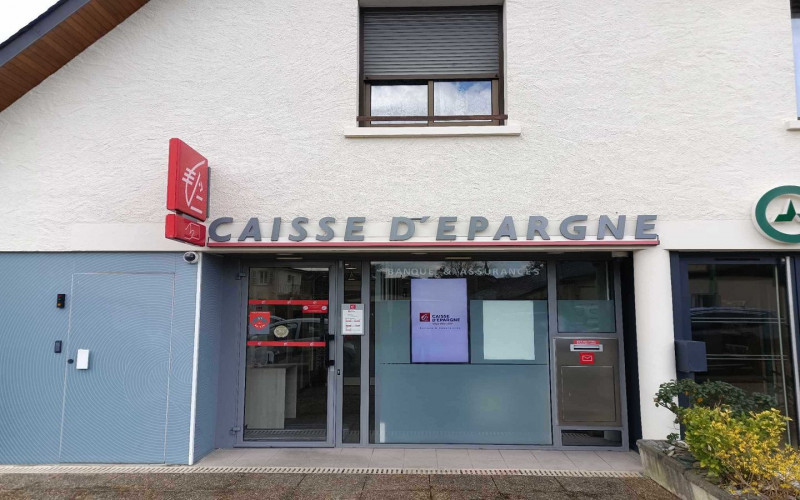 CAISSE D'EPARGNE
BANQUE & ASSURANCES
CAISSE
D'EPARGNE